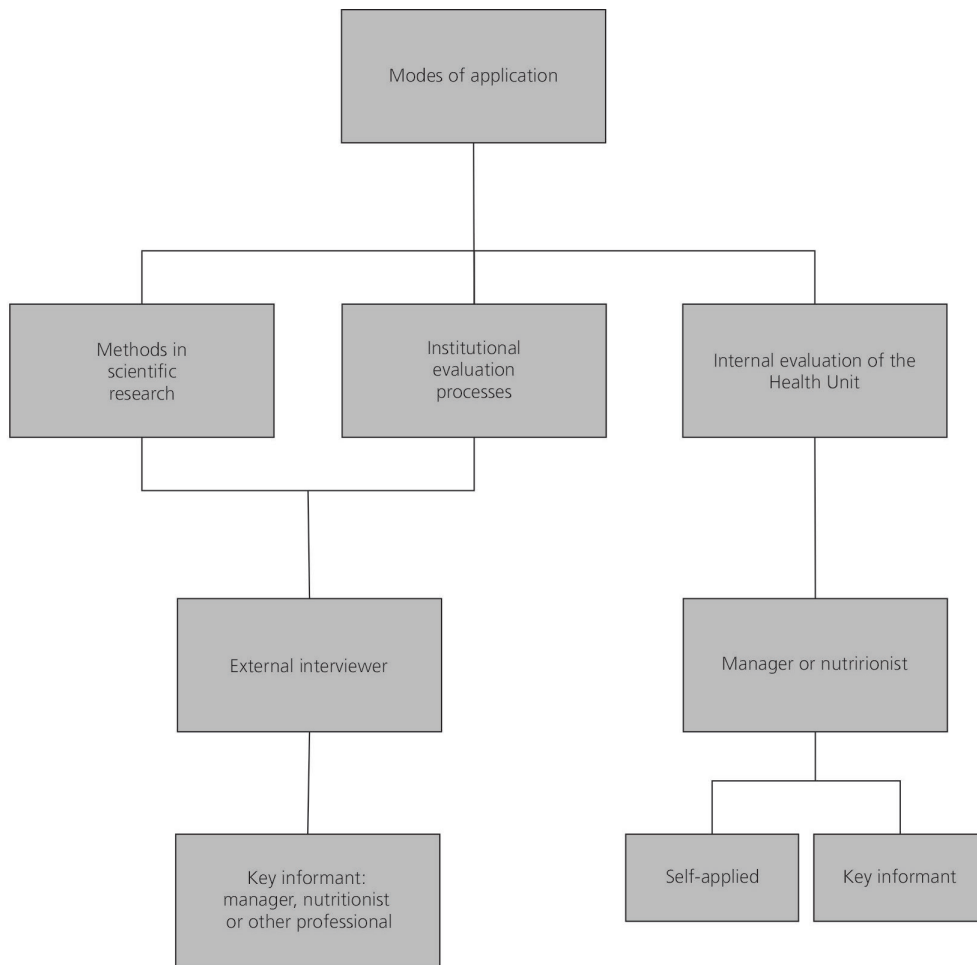 Modes of application
Methods in
scientific
research
Institutional
evaluation
processes
Internal evaluation of the
Health Unit
External interviewer
Manager or nutririonist
Key informant:
manager, nutritionist
or other professional
Self-applied
Key informant